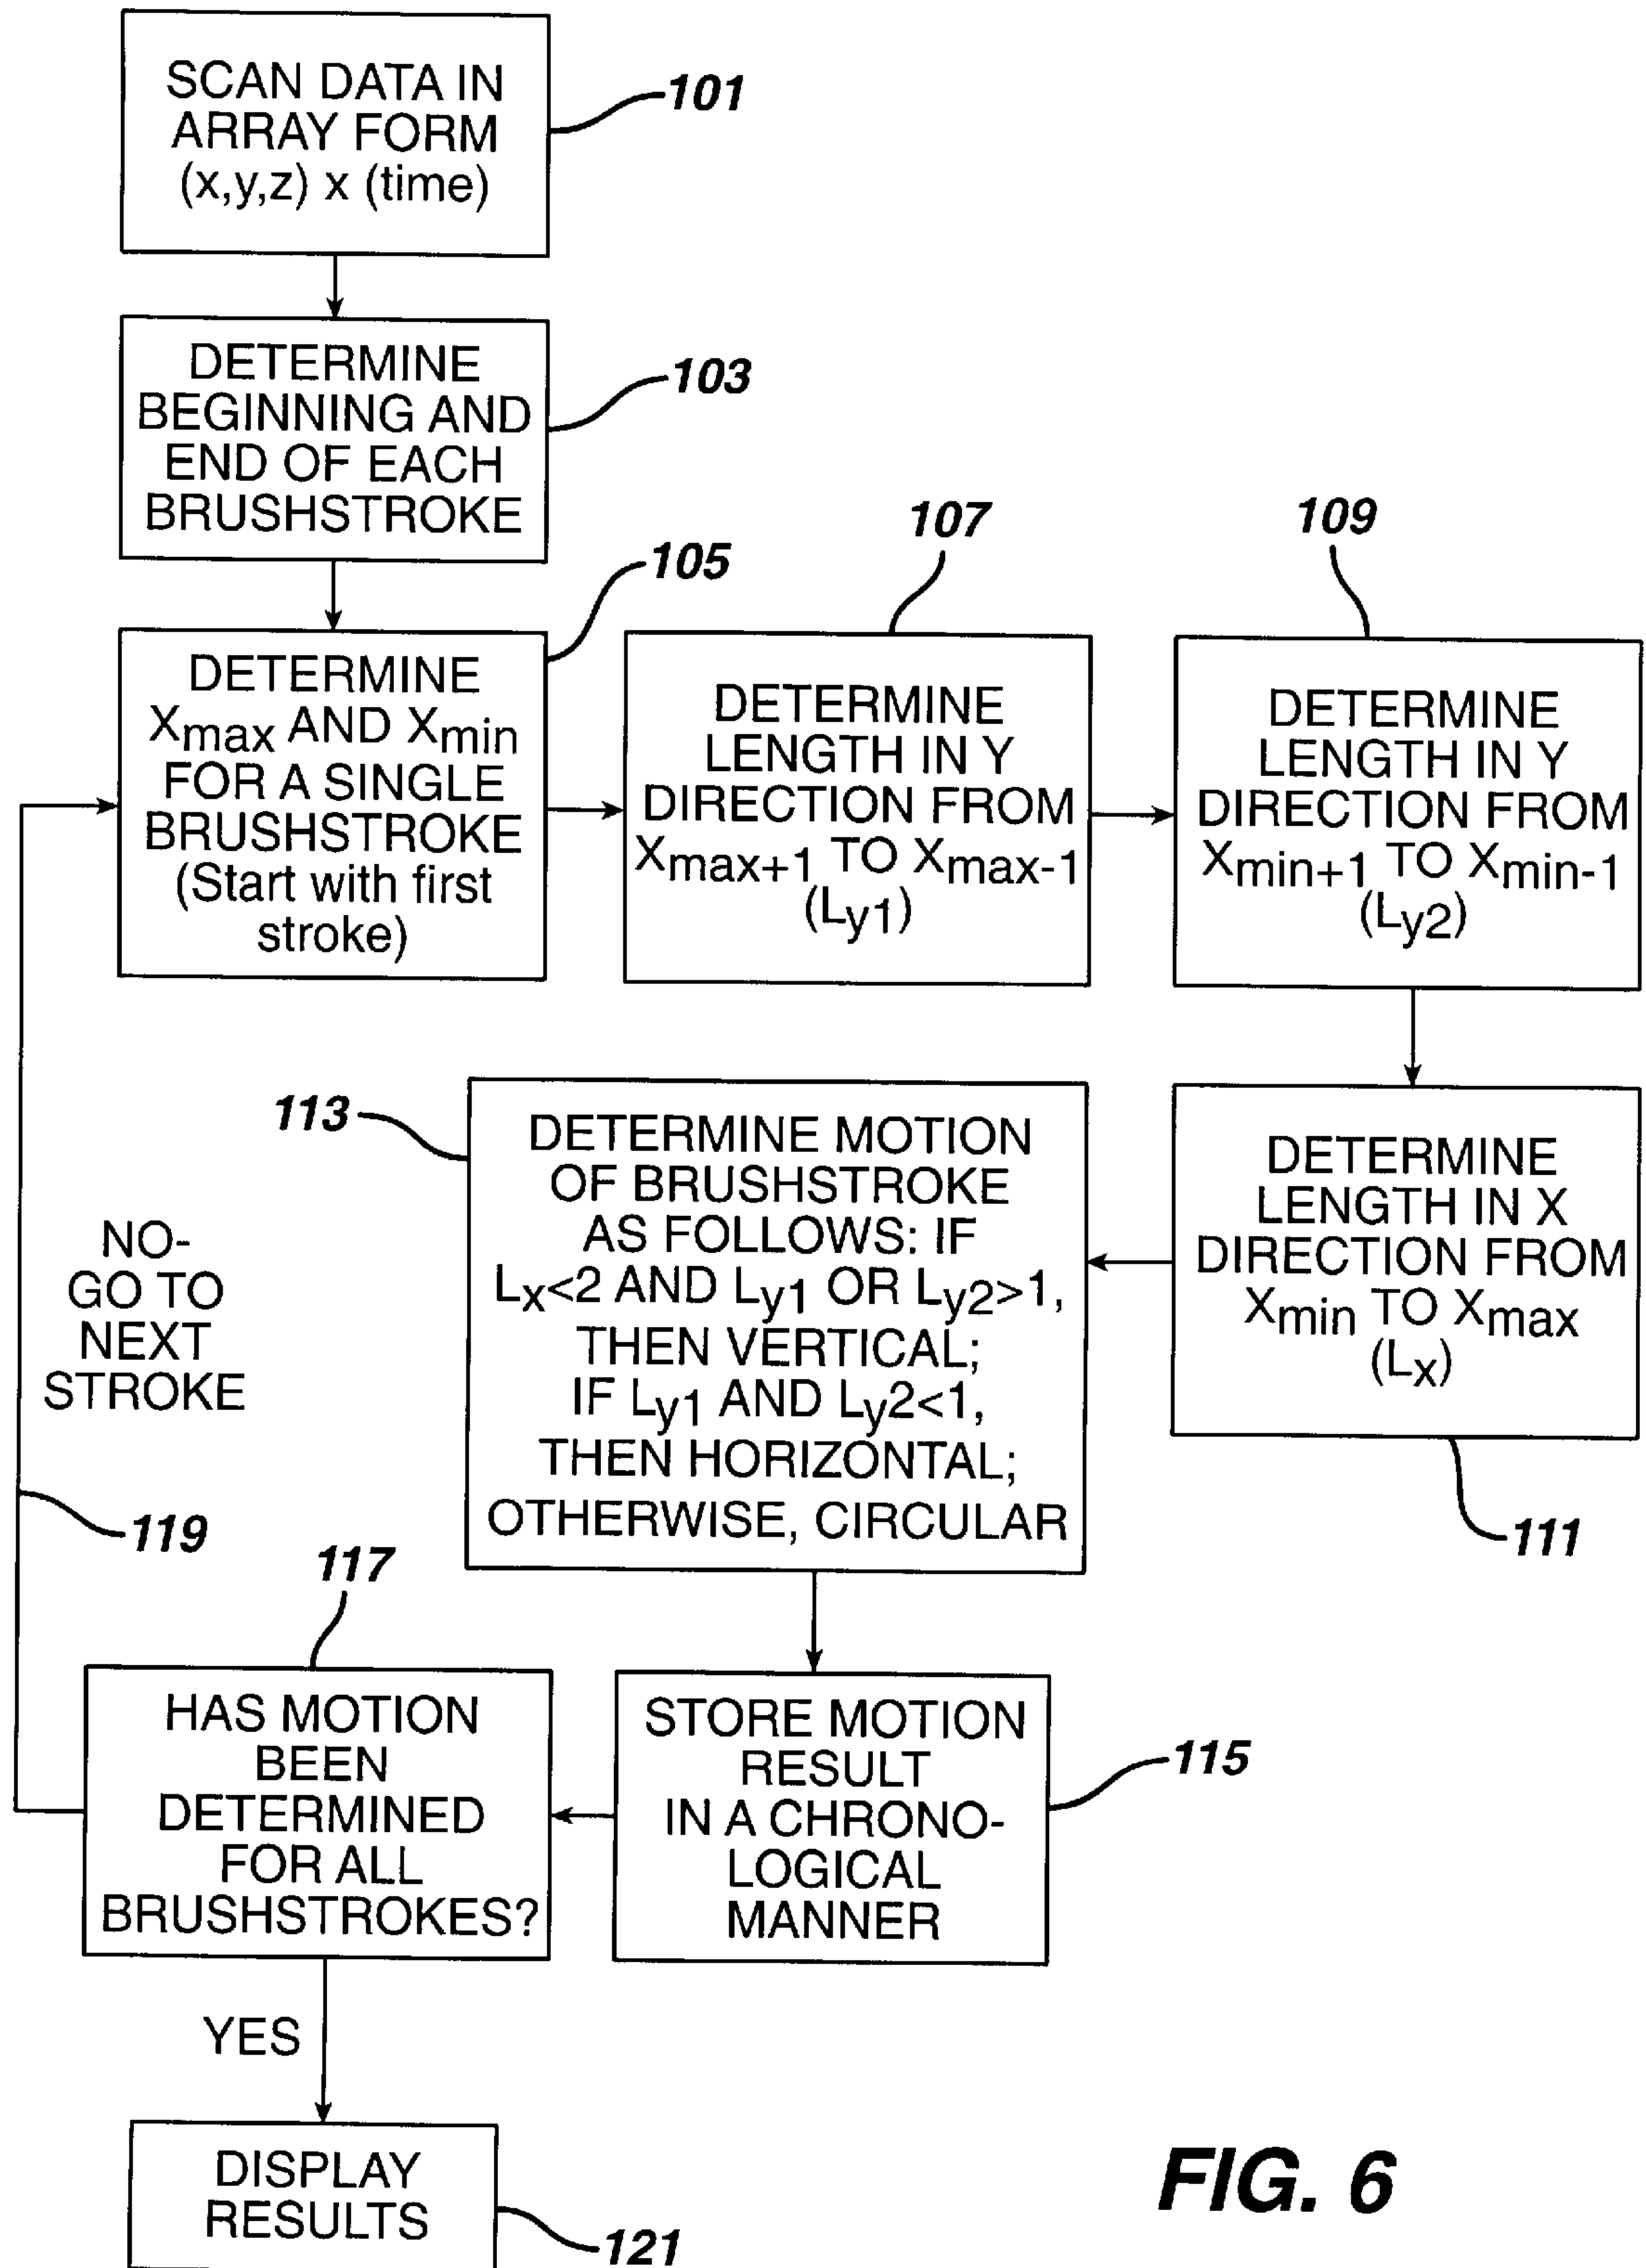 SCAN DATA IN
ARRAY FORM
(x,y,z) x (time)
101
DETERMINE
BEGINNING AND
END OF EACH
BRUSHSTROKE
103
DETERMINE
Xmax AND Xmin
FOR A SINGLE
BRUSHSTROKE
(Start with first
stroke)
105
DETERMINE
LENGTH IN Y
DIRECTION FROM
Xmax+1 TO Xmax-1
(Ly1)
107
DETERMINE
LENGTH IN Y
DIRECTION FROM
Xmin+1 TO Xmin-1
(Ly2)
109
DETERMINE
LENGTH IN X
DIRECTION FROM
Xmin TO Xmax
(Lx)
111
113
DETERMINE MOTION
OF BRUSHSTROKE
AS FOLLOWS: IF
Lx<2 AND Ly1 OR Ly2>1,
THEN VERTICAL;
IF Ly1 AND Ly2<1,
THEN HORIZONTAL;
OTHERWISE, CIRCULAR
STORE MOTION
RESULT
IN A CHRONO-
LOGICAL
MANNER
115
117
HAS MOTION
BEEN
DETERMINED
FOR ALL
BRUSHSTROKES?
NO-
GO TO
NEXT
STROKE
119
YES
DISPLAY
RESULTS
121
FIG. 6